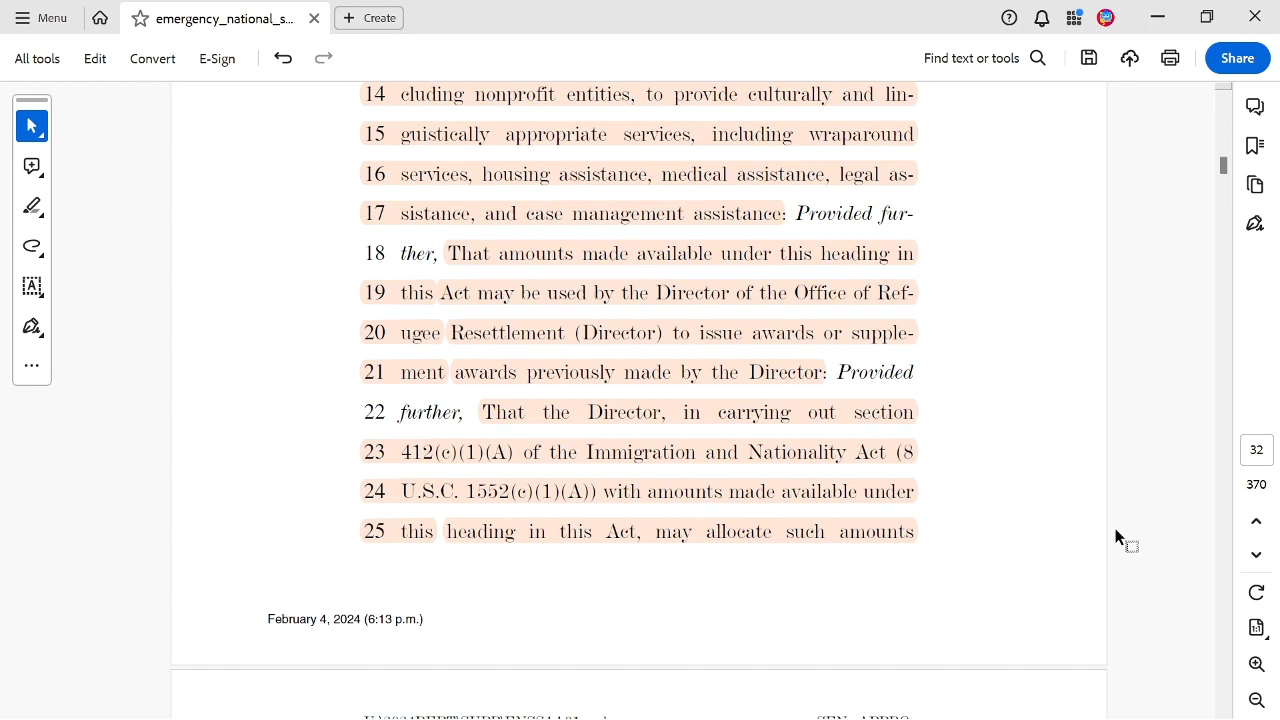 Menu
emergency_national_s...
Create
All tools
Edit
Convert
E-Sign
Find text or tools
Share
14 cluding nonprofit entities, to provide culturally and lin-
15 guistically appropriate services, including wraparound
16 services, housing assistance, medical assistance, legal as-
17 sistance, and case management assistance: Provided fur-
18 ther, That amounts made available under this heading in
19 this Act may be used by the Director of the Office of Ref-
20 ugee Resettlement (Director) to issue awards or supple-
21 ment awards previously made by the Director: Provided
22 further, That the Director, in carrying out section
23 412(c)(1)(A) of the Immigration and Nationality Act (8
24 U.S.C. 1552(c)(1)(A)) with amounts made available under
25 this heading in this Act, may allocate such amounts
32
370
February 4, 2024 (6:13 p.m.)